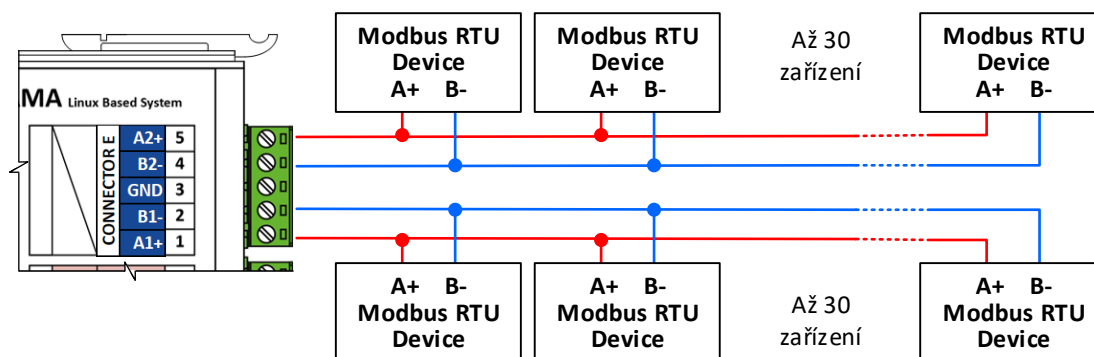 Modbus RTU
Device
A+ B-
Modbus RTU
Device
A+ B-
Až 30
zařízení
Modbus RTU
Device
A+ B-
MA Linux Based System
CONNECTOR E
A2+ 5
B2- 4
GND 3
B1- 2
A1+ 1
A+ B-
Modbus RTU
Device
A+ B-
Modbus RTU
Device
Až 30
zařízení
A+ B-
Modbus RTU
Device